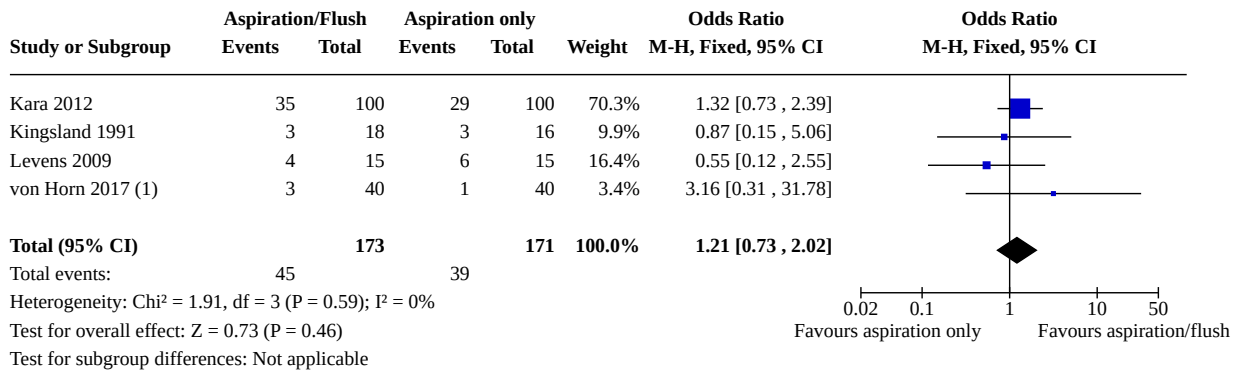 Aspiration/Flush Aspiration only Odds Ratio Odds Ratio
Study or Subgroup Events Total Events Total Weight M-H, Fixed, 95% CI M-H, Fixed, 95% CI
Kara 2012 35 100 29 100 70.3% 1.32 [0.73 , 2.39]
Kingsland 1991 3 18 3 16 9.9% 0.87 [0.15 , 5.06]
Levens 2009 4 15 6 15 16.4% 0.55 [0.12 , 2.55]
von Horn 2017 (1) 3 40 1 40 3.4% 3.16 [0.31 , 31.78]
Total (95% CI) 173 171 100.0% 1.21 [0.73 , 2.02]
Total events: 45 39
Heterogeneity: Chi² = 1.91, df = 3 (P = 0.59); I² = 0%
0.02 0.1 1 10 50
Test for overall effect: Z = 0.73 (P = 0.46)
Favours aspiration only Favours aspiration/flush
Test for subgroup differences: Not applicable